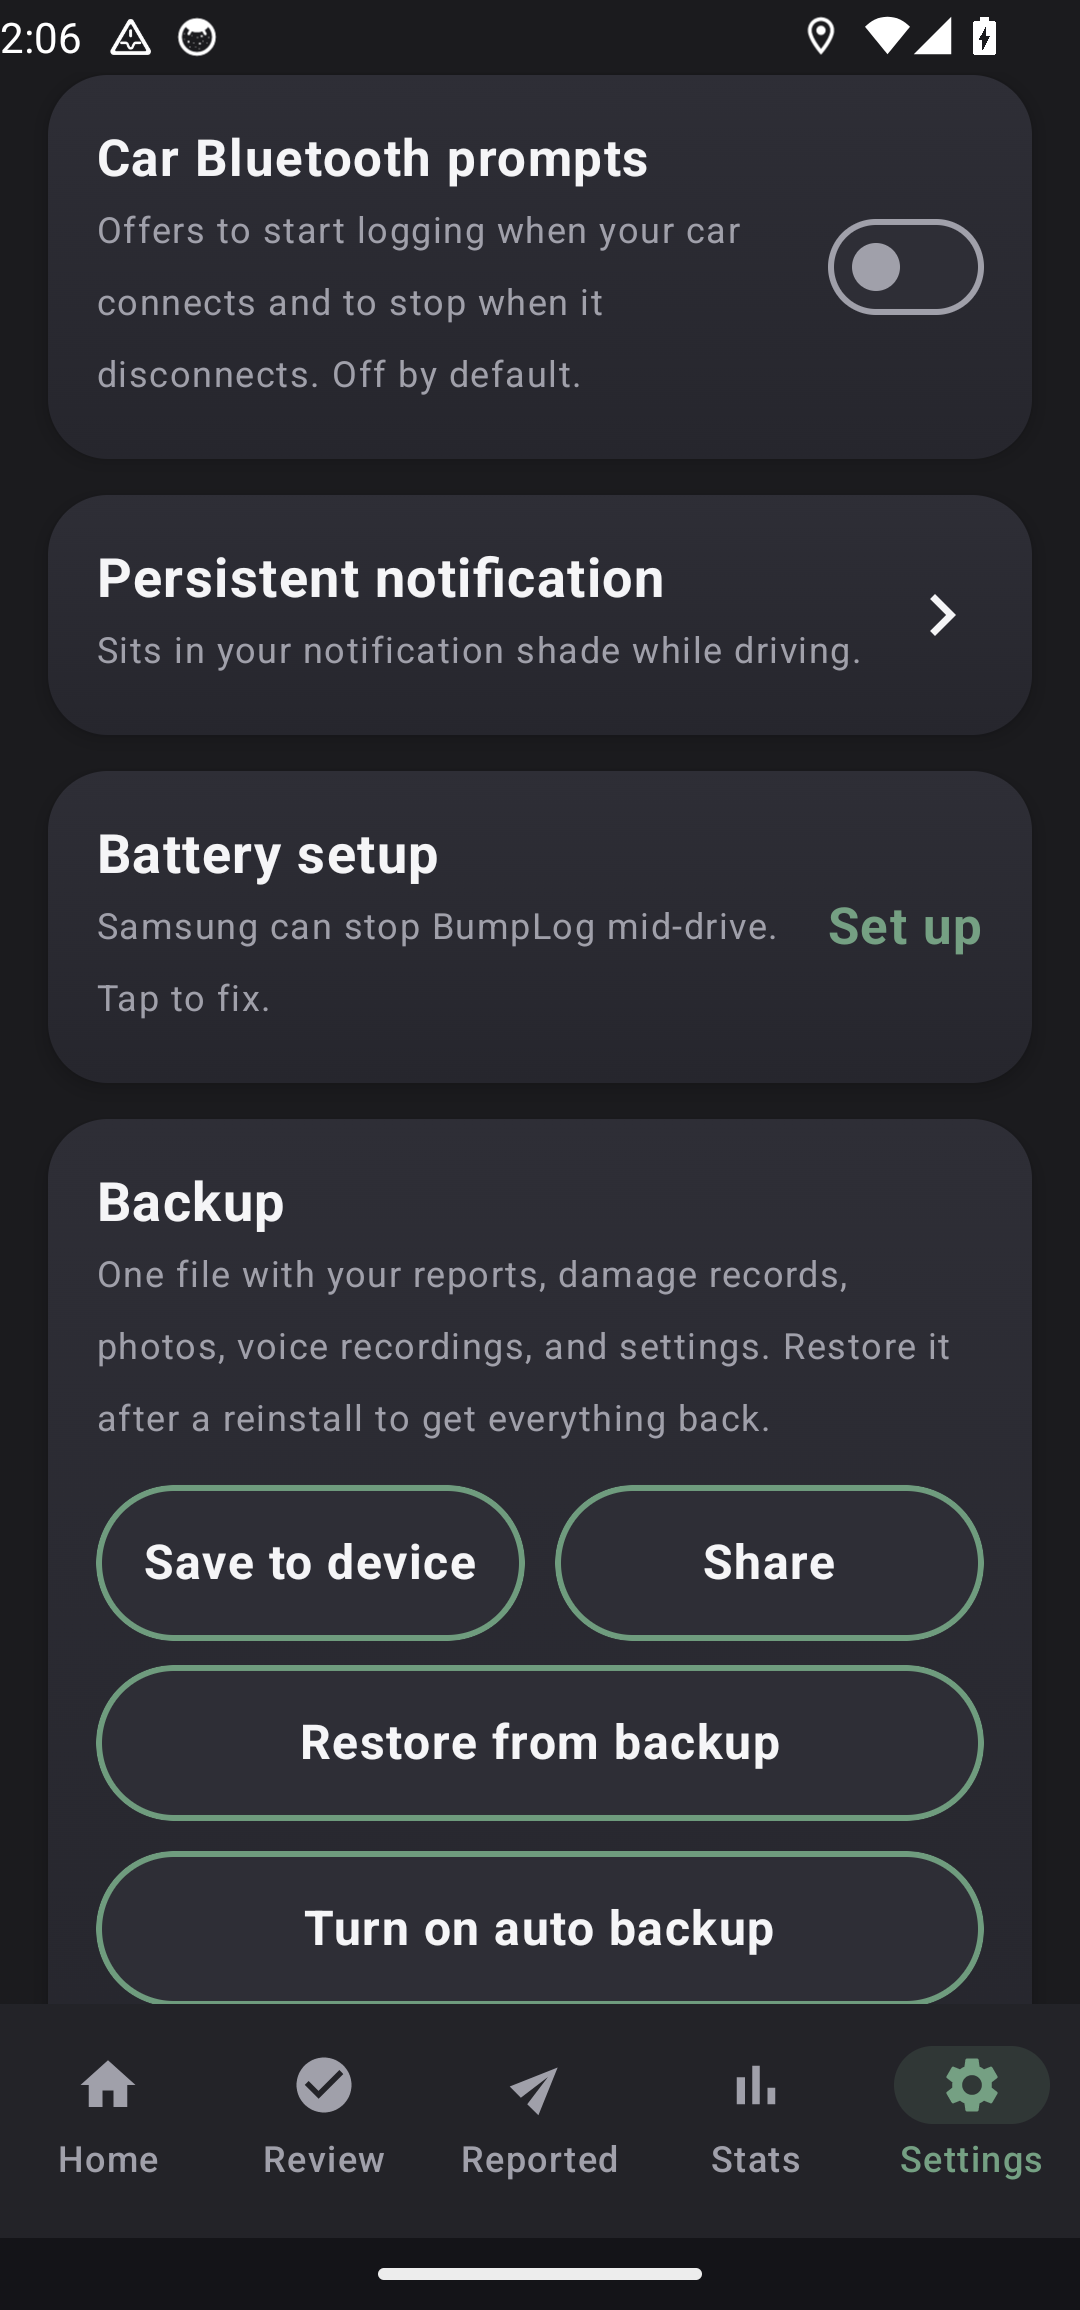 2:06
Car Bluetooth prompts
Offers to start logging when your car
connects and to stop when it
disconnects. Off by default.
Persistent notification
Sits in your notification shade while driving.
Battery setup
Samsung can stop BumpLog mid-drive.
Tap to fix.
Set up
Backup
One file with your reports, damage records,
photos, voice recordings, and settings. Restore it
after a reinstall to get everything back.
Save to device
Share
Restore from backup
Turn on auto backup
Home
Review
Reported
Stats
Settings